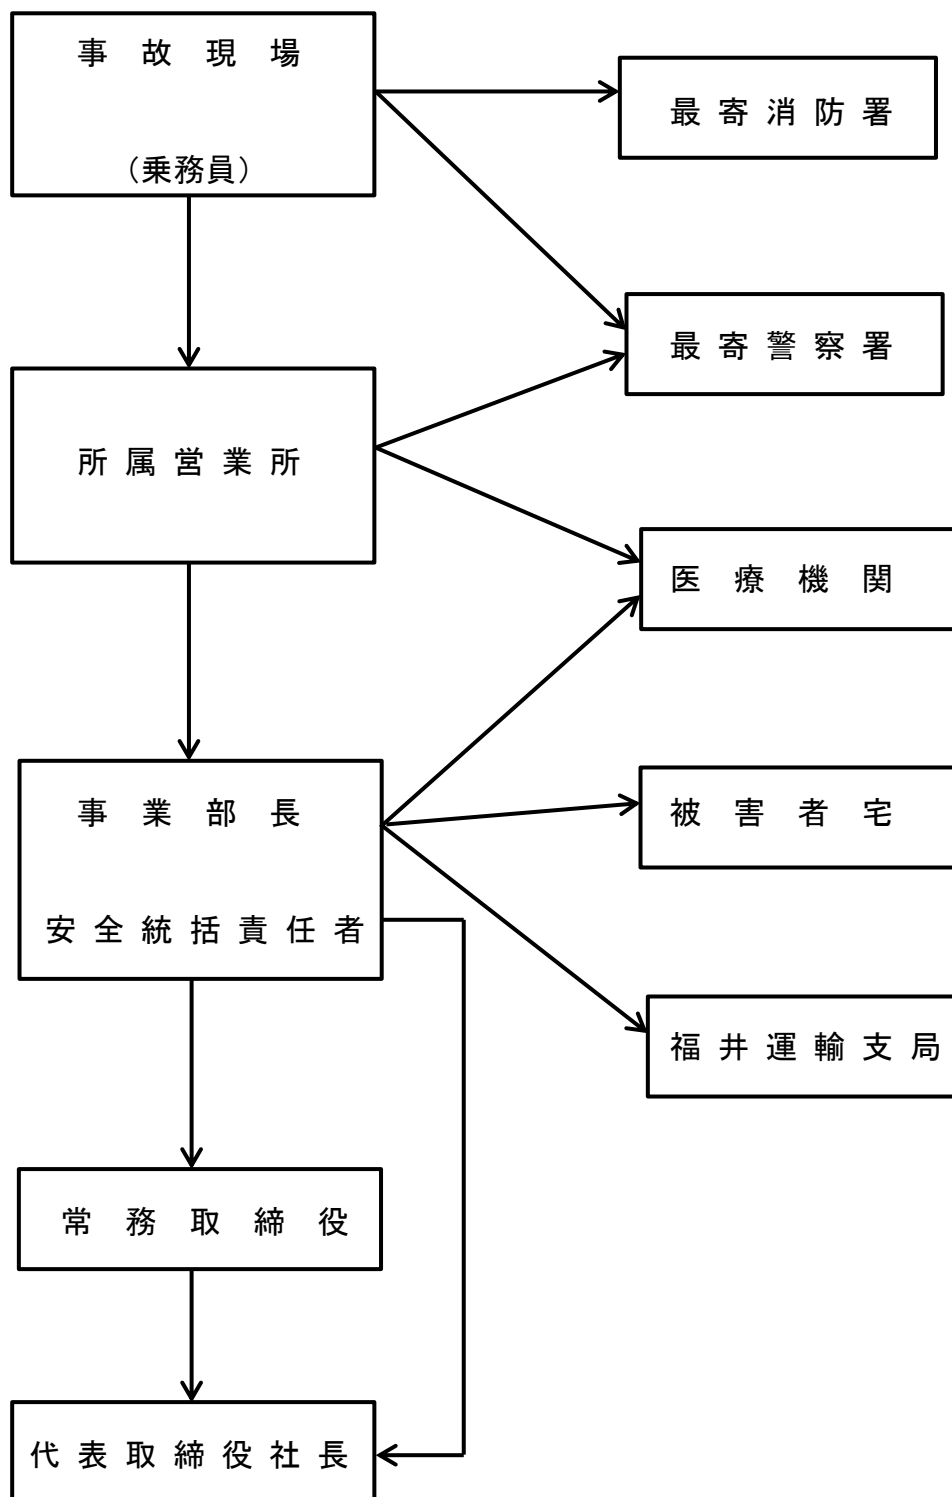 事故現場
(乗務員)
最寄消防署
最寄警察署
所属営業所
医療機関
事業部長
安全統括責任者
被害者宅
福井運輸支局
常務取締役
代表取締役社長